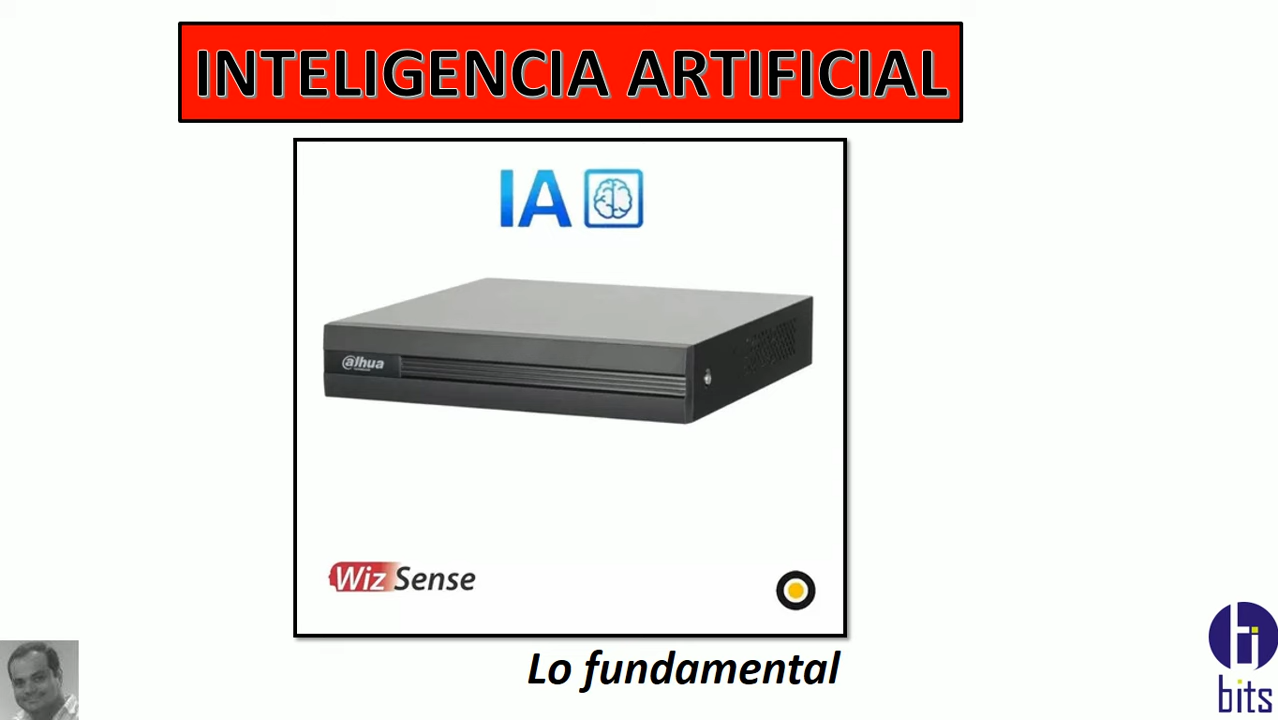 INTELIGENCIA ARTIFICIAL
IA
alhua
Wiz Sense
Lo fundamental
bits